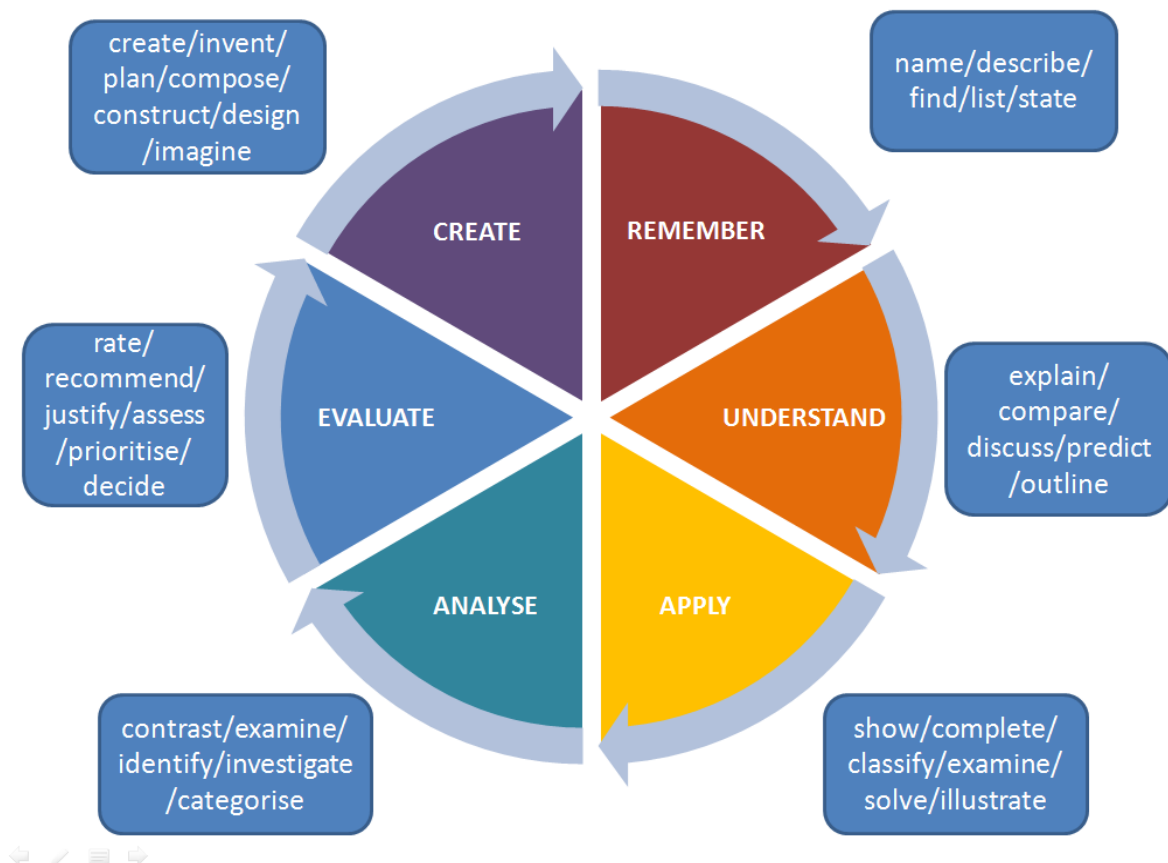 create/invent/
plan/compose/
construct/design
/imagine
name/describe/
find/list/state
CREATE
REMEMBER
rate/
recommend/
justify/assess
/prioritise/
decide
EVALUATE
UNDERSTAND
explain/
compare/
discuss/predict
/outline
ANALYSE
APPLY
contrast/examine/
identify/investigate
/categorise
show/complete/
classify/examine/
solve/illustrate